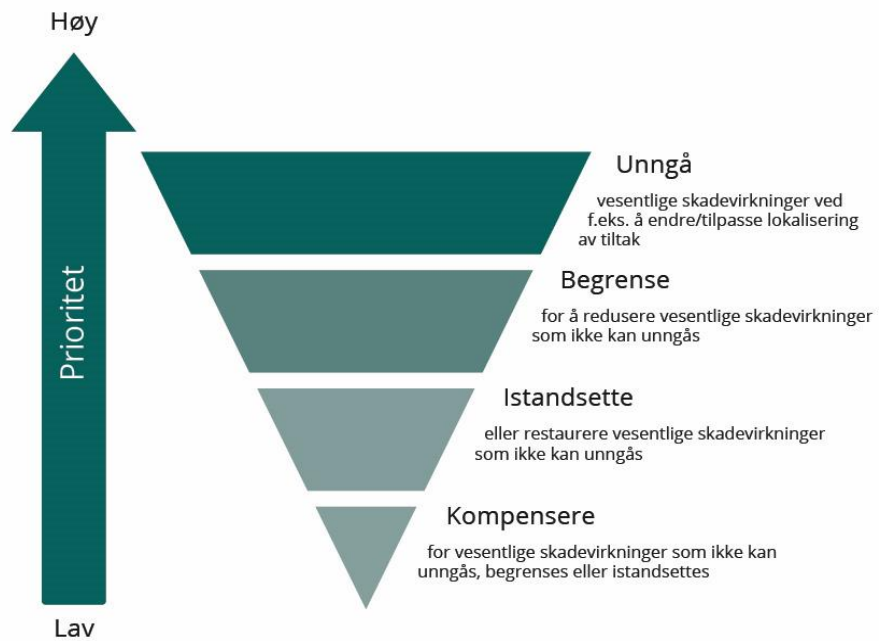 Høy
Prioritet
Unngå
vesentlige skadevirkninger ved
f.eks. å endre/tilpasse lokalisering
av tiltak
Begrense
for å redusere vesentlige skadevirkninger
som ikke kan unngås
Istandsette
eller restaurere vesentlige skadevirkninger
som ikke kan unngås
Kompensere
for vesentlige skadevirkninger som ikke kan
unngås, begrenses eller istandsettes
Lav